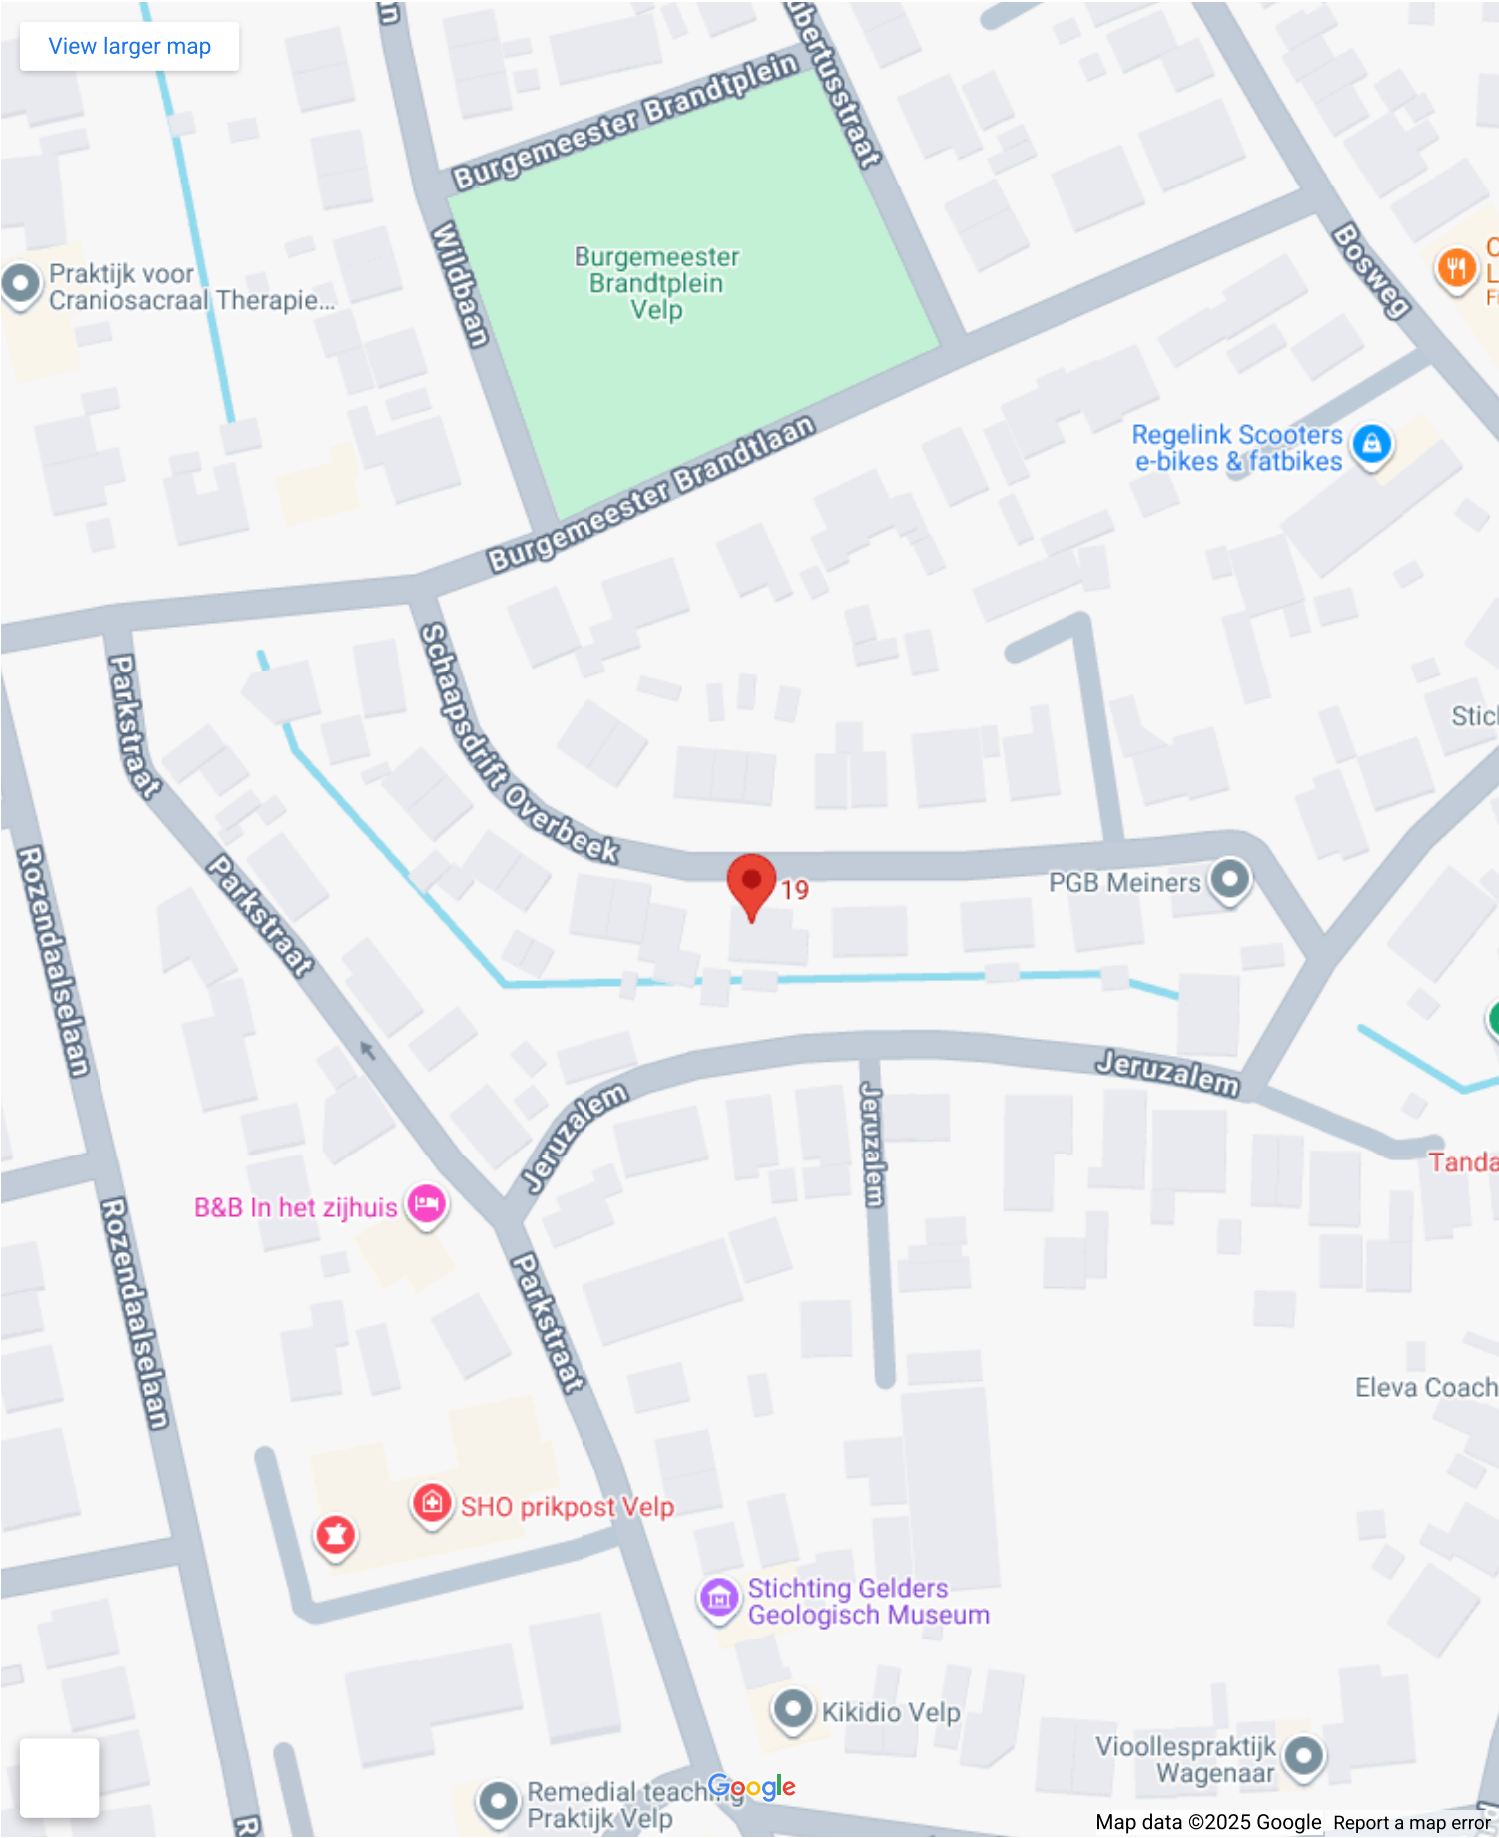 View larger map
Burgemeester Brandtplein
Burgemeester
Brandtplein
Velp
Wildbaan
Bosweg
Praktijk voor
Craniosacraal Therapie...
Regelink Scooters
e-bikes & fatbikes
Burgemeester Brandtlaan
Schaapsdrift Overbeek
Parkstraat
Parkstraat
Rozendaalselaan
19
PGB Meiners
Jeruzalem
Jeruzalem
Jeruzalem
B&B In het zijhuis
Rozendaalselaan
Parkstraat
Eleva Coach
SHO prikpost Velp
Stichting Gelders
Geologisch Museum
Kikidio Velp
Vioollespraktijk
Wagenaar
Remedial teaching
Praktijk Velp
Google
Map data ©2025 Google
Report a map error